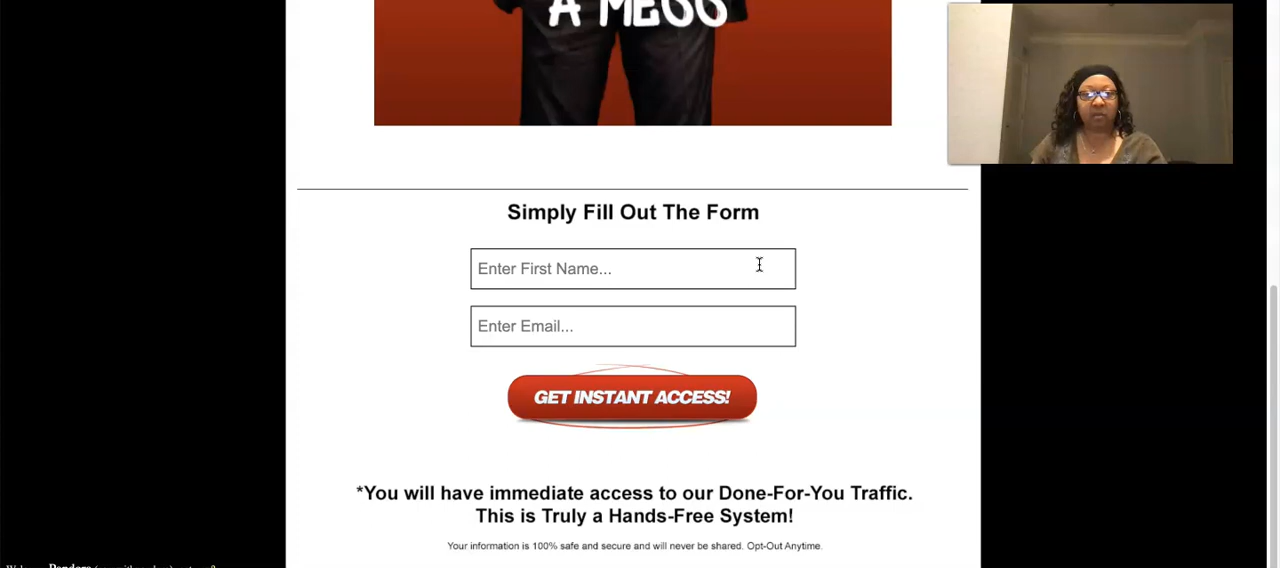 A MEGG
Simply Fill Out The Form
Enter First Name...
Enter Email...
GET INSTANT ACCESS!
*You will have immediate access to our Done-For-You Traffic.
This is Truly a Hands-Free System!
Your information is 100% safe and secure and will never be shared. Opt-Out Anytime.